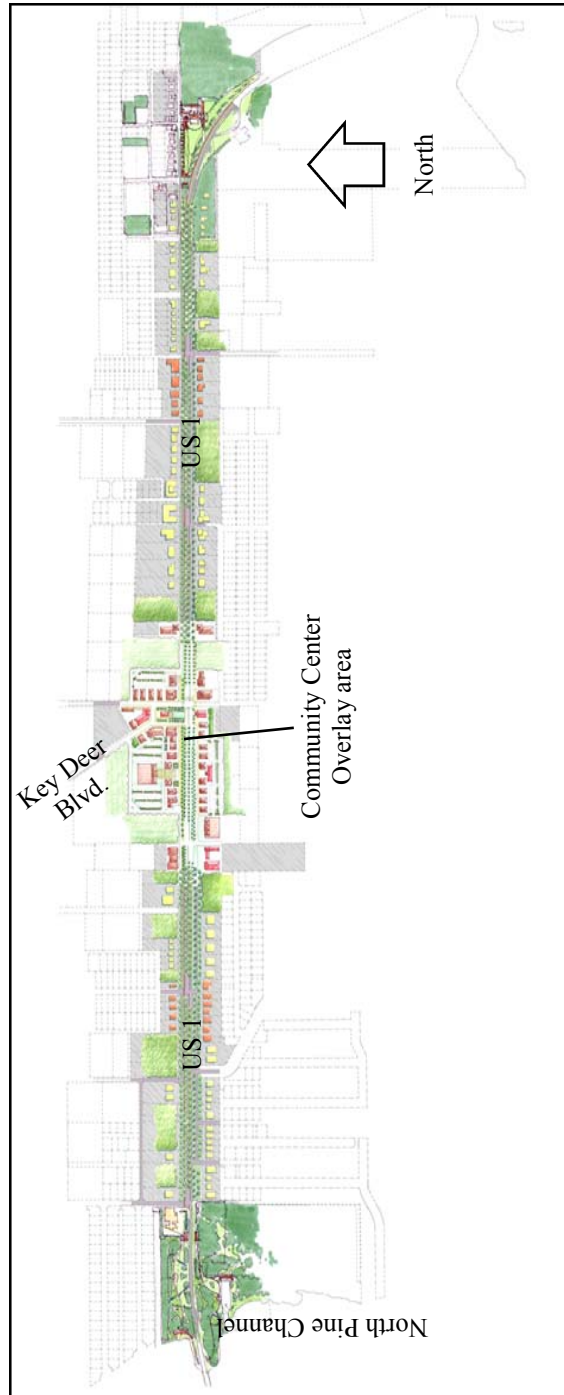 North
US 1
Key Deer
Blvd.
Community Center
Overlay area
US 1
North Pine Channel